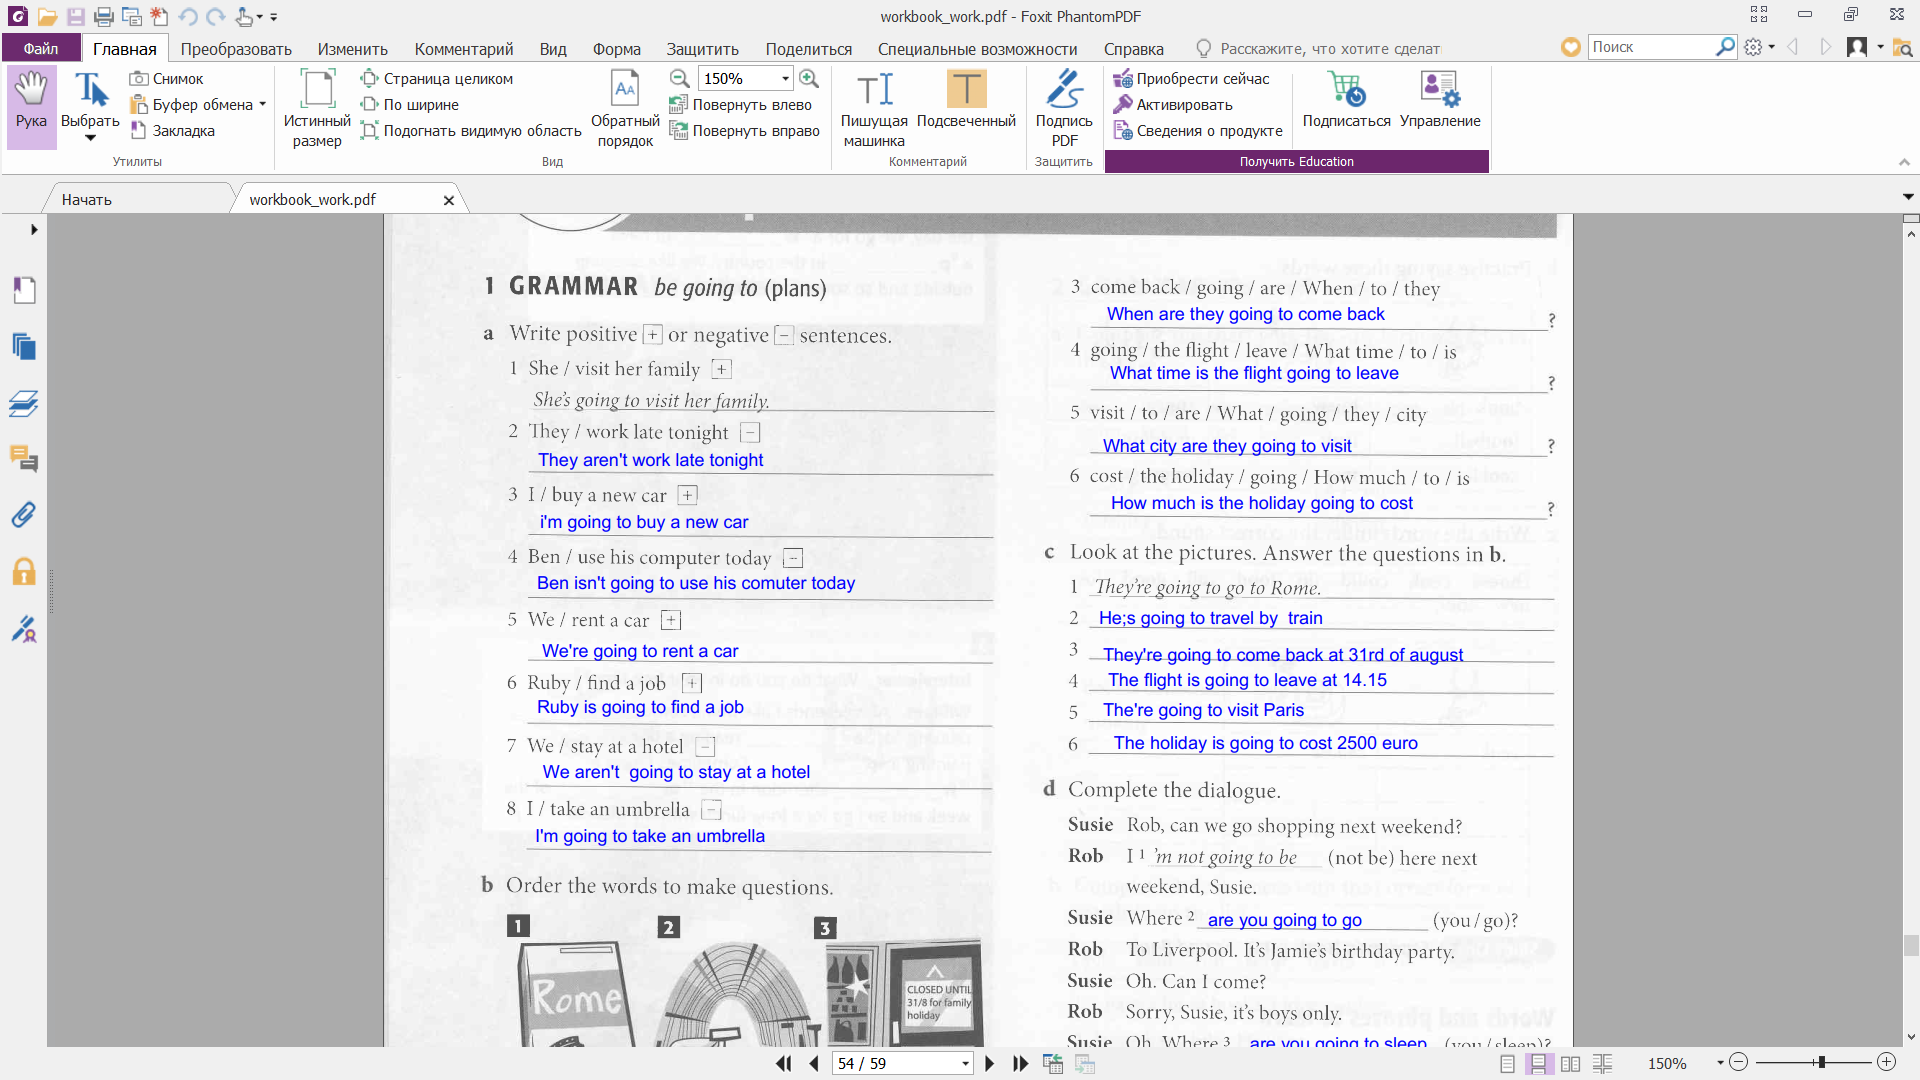 workbook_work.pdf - Foxit PhantomPDF
Файл Главная Преобразовать Изменить Комментарий Вид Форма Защитить Поделиться Специальные возможности Справка Расскажите, что хотите сделат Поиск
Рука
Выбрать
Снимок
Буфер обмена
Закладка
Утилиты
Истинный размер
Страница целиком
По ширине
Подогнать видимую область
Обратный порядок
150%
Повернуть влево
Повернуть вправо
Вид
Пишущая машинка
Подсвеченный
Комментарий
Подпись PDF
Защитить
Приобрести сейчас
Активировать
Сведения о продукте
Подписаться
Управление
Получить Education
Начать
workbook_work.pdf
1 GRAMMAR be going to (plans)
a Write positive + or negative − sentences.
1 She / visit her family +
She's going to visit her family.
2 They / work late tonight −
They aren't work late tonight
3 I / buy a new car +
i'm going to buy a new car
4 Ben / use his computer today −
Ben isn't going to use his comuter today
5 We / rent a car +
We're going to rent a car
6 Ruby / find a job +
Ruby is going to find a job
7 We / stay at a hotel −
We aren't  going to stay at a hotel
8 I / take an umbrella −
I'm going to take an umbrella
b Order the words to make questions.
1
2
3
Rome
CLOSED UNTIL
31/8 for family
holiday
3 come back / going / are / When / to / they
When are they going to come back ?
4 going / the flight / leave / What time / to / is
What time is the flight going to leave ?
5 visit / to / are / What / going / they / city
What city are they going to visit ?
6 cost / the holiday / going / How much / to / is
How much is the holiday going to cost ?
c Look at the pictures. Answer the questions in b.
1 They're going to go to Rome.
2 He;s going to travel by  train
3 They're going to come back at 31rd of august
4 The flight is going to leave at 14.15
5 The're going to visit Paris
6 The holiday is going to cost 2500 euro
d Complete the dialogue.
Susie Rob, can we go shopping next weekend?
Rob I 1 'm not going to be (not be) here next
weekend, Susie.
Susie Where 2 are you going to go (you / go)?
Rob To Liverpool. It's Jamie's birthday party.
Susie Oh. Can I come?
Rob Sorry, Susie, it's boys only.
Susie Oh. Where 3 are you going to sleep (you / sleep)?
54 / 59
150%